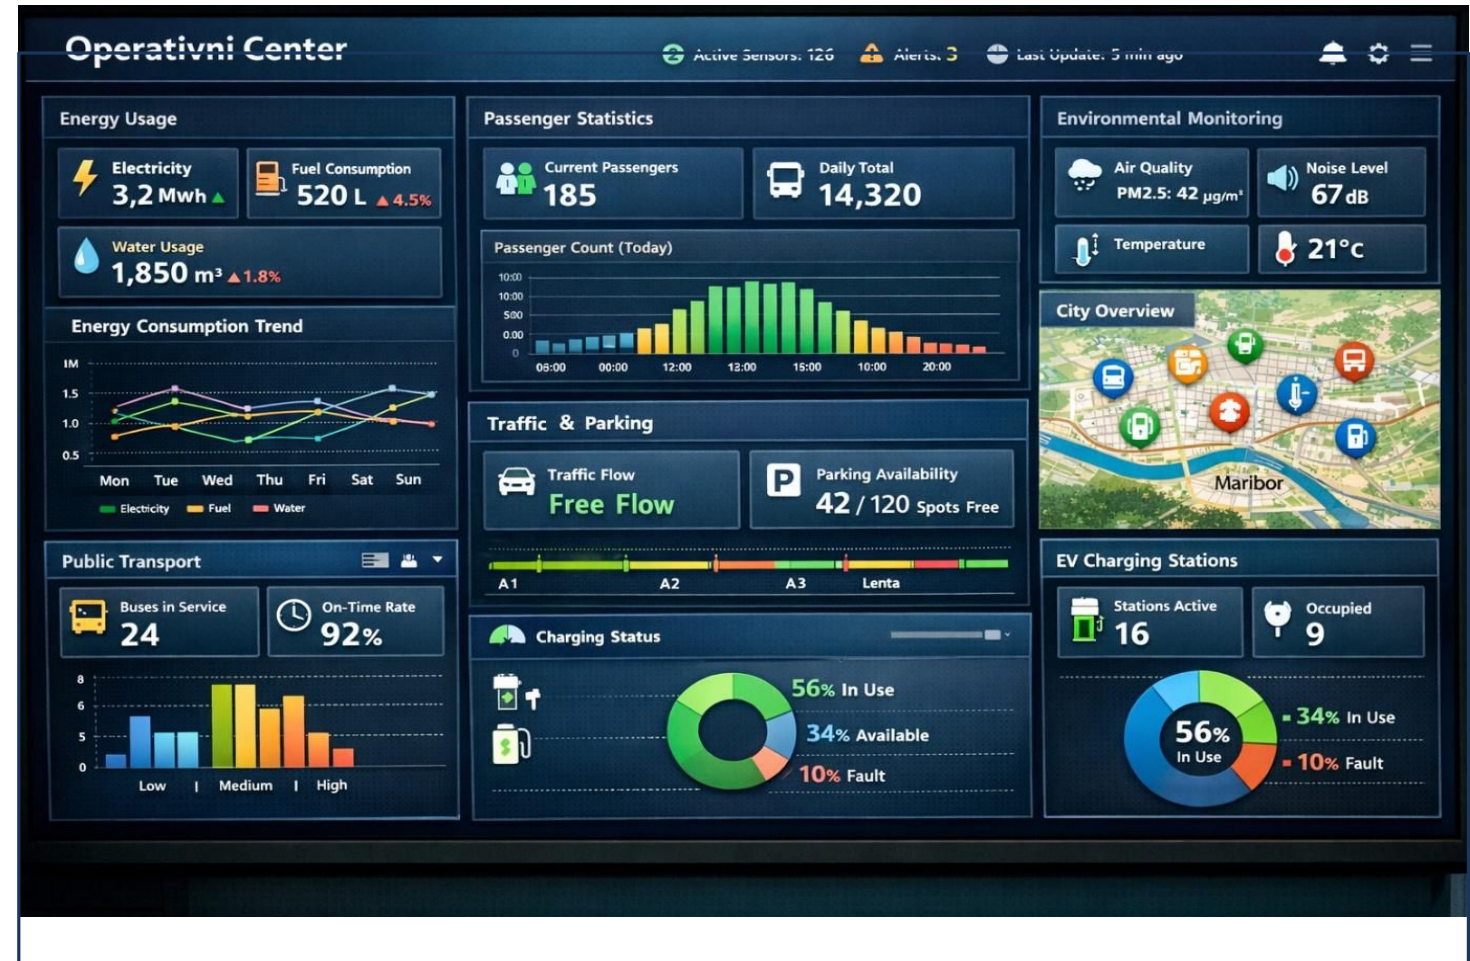 Operativni Center
Active Sensors: 126
Alerts: 3
Last Update: 5 min ago
Energy Usage
Electricity
3,2 Mwh
Fuel Consumption
520 L ▲ 4.5%
Water Usage
1,850 m³ ▲ 1.8%
Energy Consumption Trend
1M
1.5
1.0
0.5
Mon Tue Wed Thu Fri Sat Sun
Electricity Fuel Water
Public Transport
Buses in Service
24
On-Time Rate
92%
8
6
5
0
Low | Medium | High
Passenger Statistics
Current Passengers
185
Daily Total
14,320
Passenger Count (Today)
10:00
10:00
500
0.00
0
06:00 00:00 12:00 13:00 15:00 10:00 20:00
Traffic & Parking
Traffic Flow
Free Flow
P
Parking Availability
42 / 120 Spots Free
A1 A2 A3 Lenta
Charging Status
56% In Use
34% Available
10% Fault
Environmental Monitoring
Air Quality
PM2.5: 42 µg/m³
Noise Level
67 dB
Temperature
21°c
City Overview
Maribor
EV Charging Stations
Stations Active
16
Occupied
9
56%
In Use
34% In Use
10% Fault